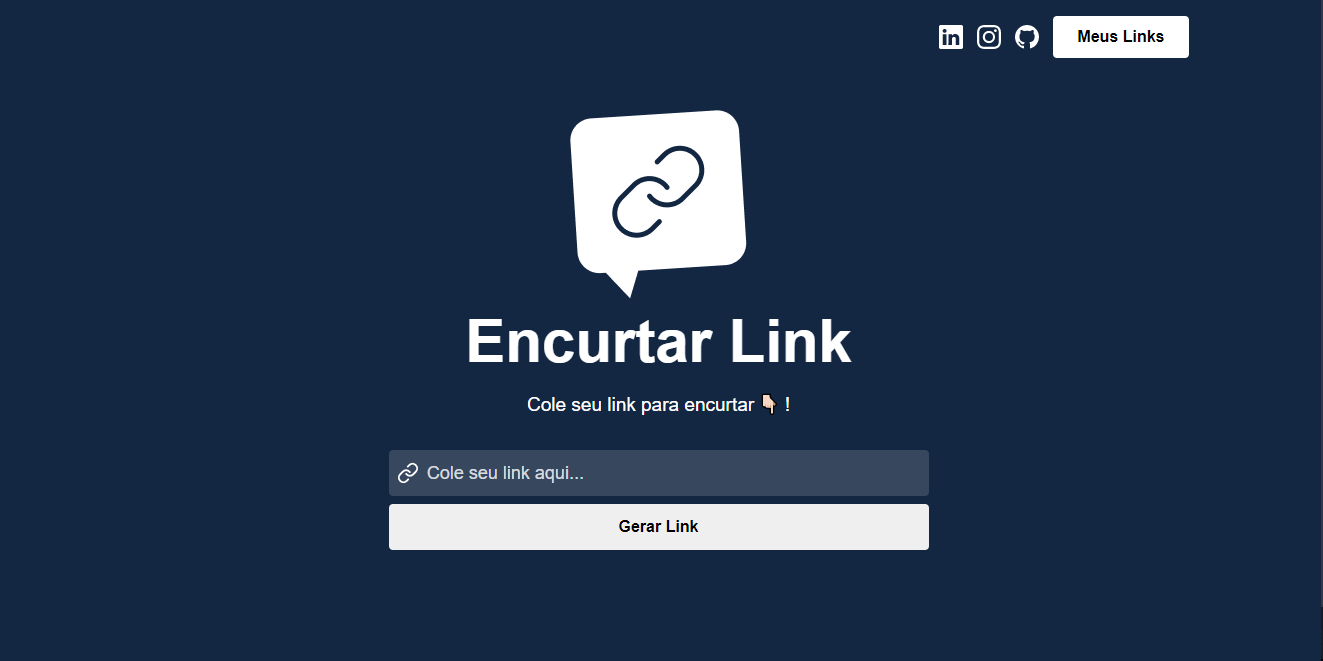 Meus Links
Encurtar Link
Cole seu link para encurtar 👇🏻 !
Cole seu link aqui...
Gerar Link